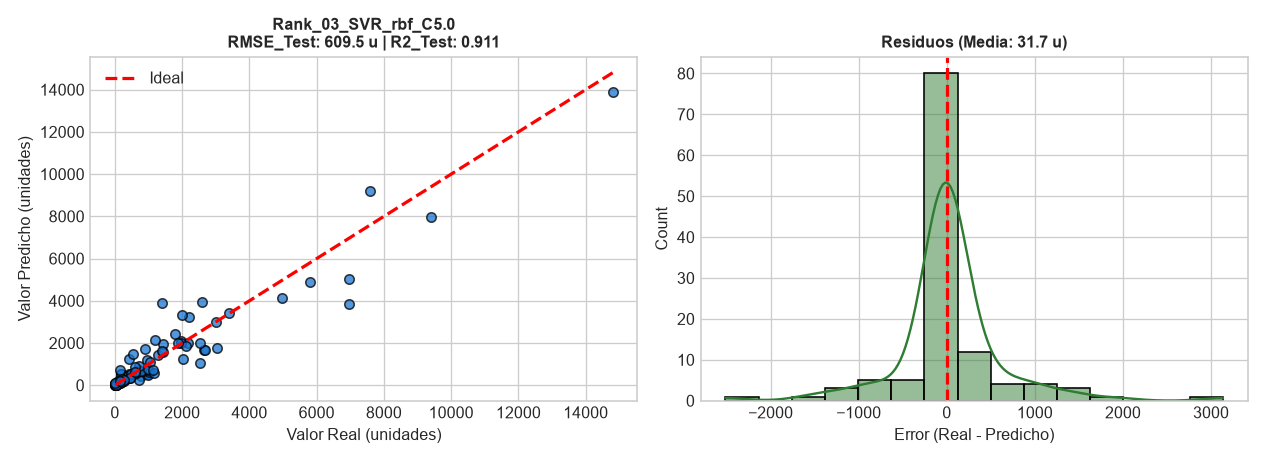 Rank_03_SVR_rbf_C5.0
RMSE_Test: 609.5 u | R2_Test: 0.911
Ideal
14000
12000
10000
8000
6000
4000
2000
0
Valor Predicho (unidades)
0 2000 4000 6000 8000 10000 12000 14000
Valor Real (unidades)
Residuos (Media: 31.7 u)
80
70
60
50
40
30
20
10
0
Count
−2000 −1000 0 1000 2000 3000
Error (Real - Predicho)